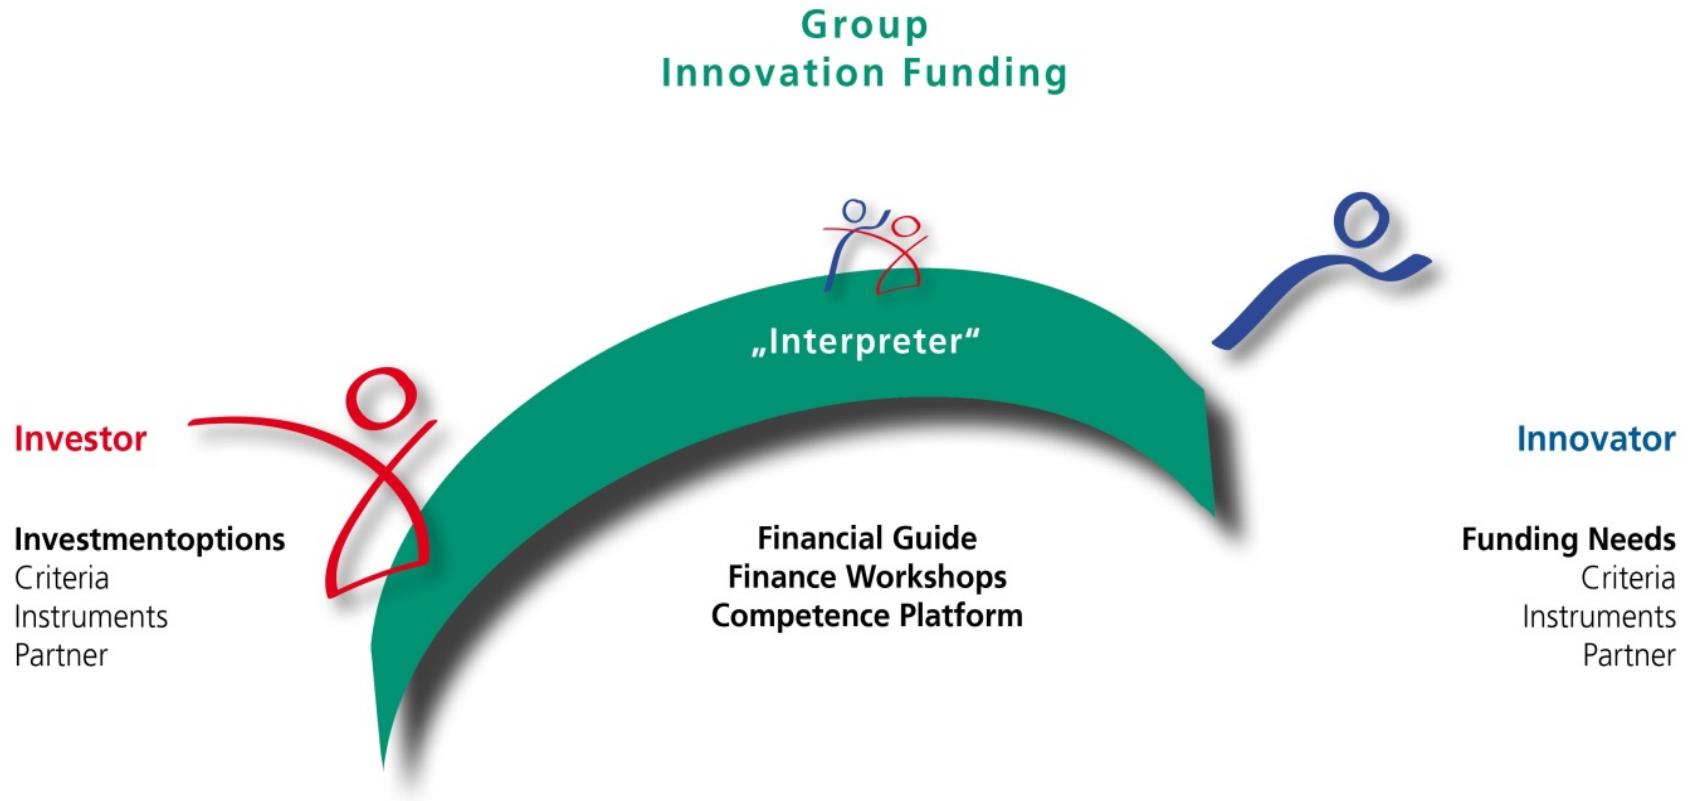 Group
Innovation Funding
„Interpreter“
Investor
Investmentoptions
Criteria
Instruments
Partner
Financial Guide
Finance Workshops
Competence Platform
Innovator
Funding Needs
Criteria
Instruments
Partner